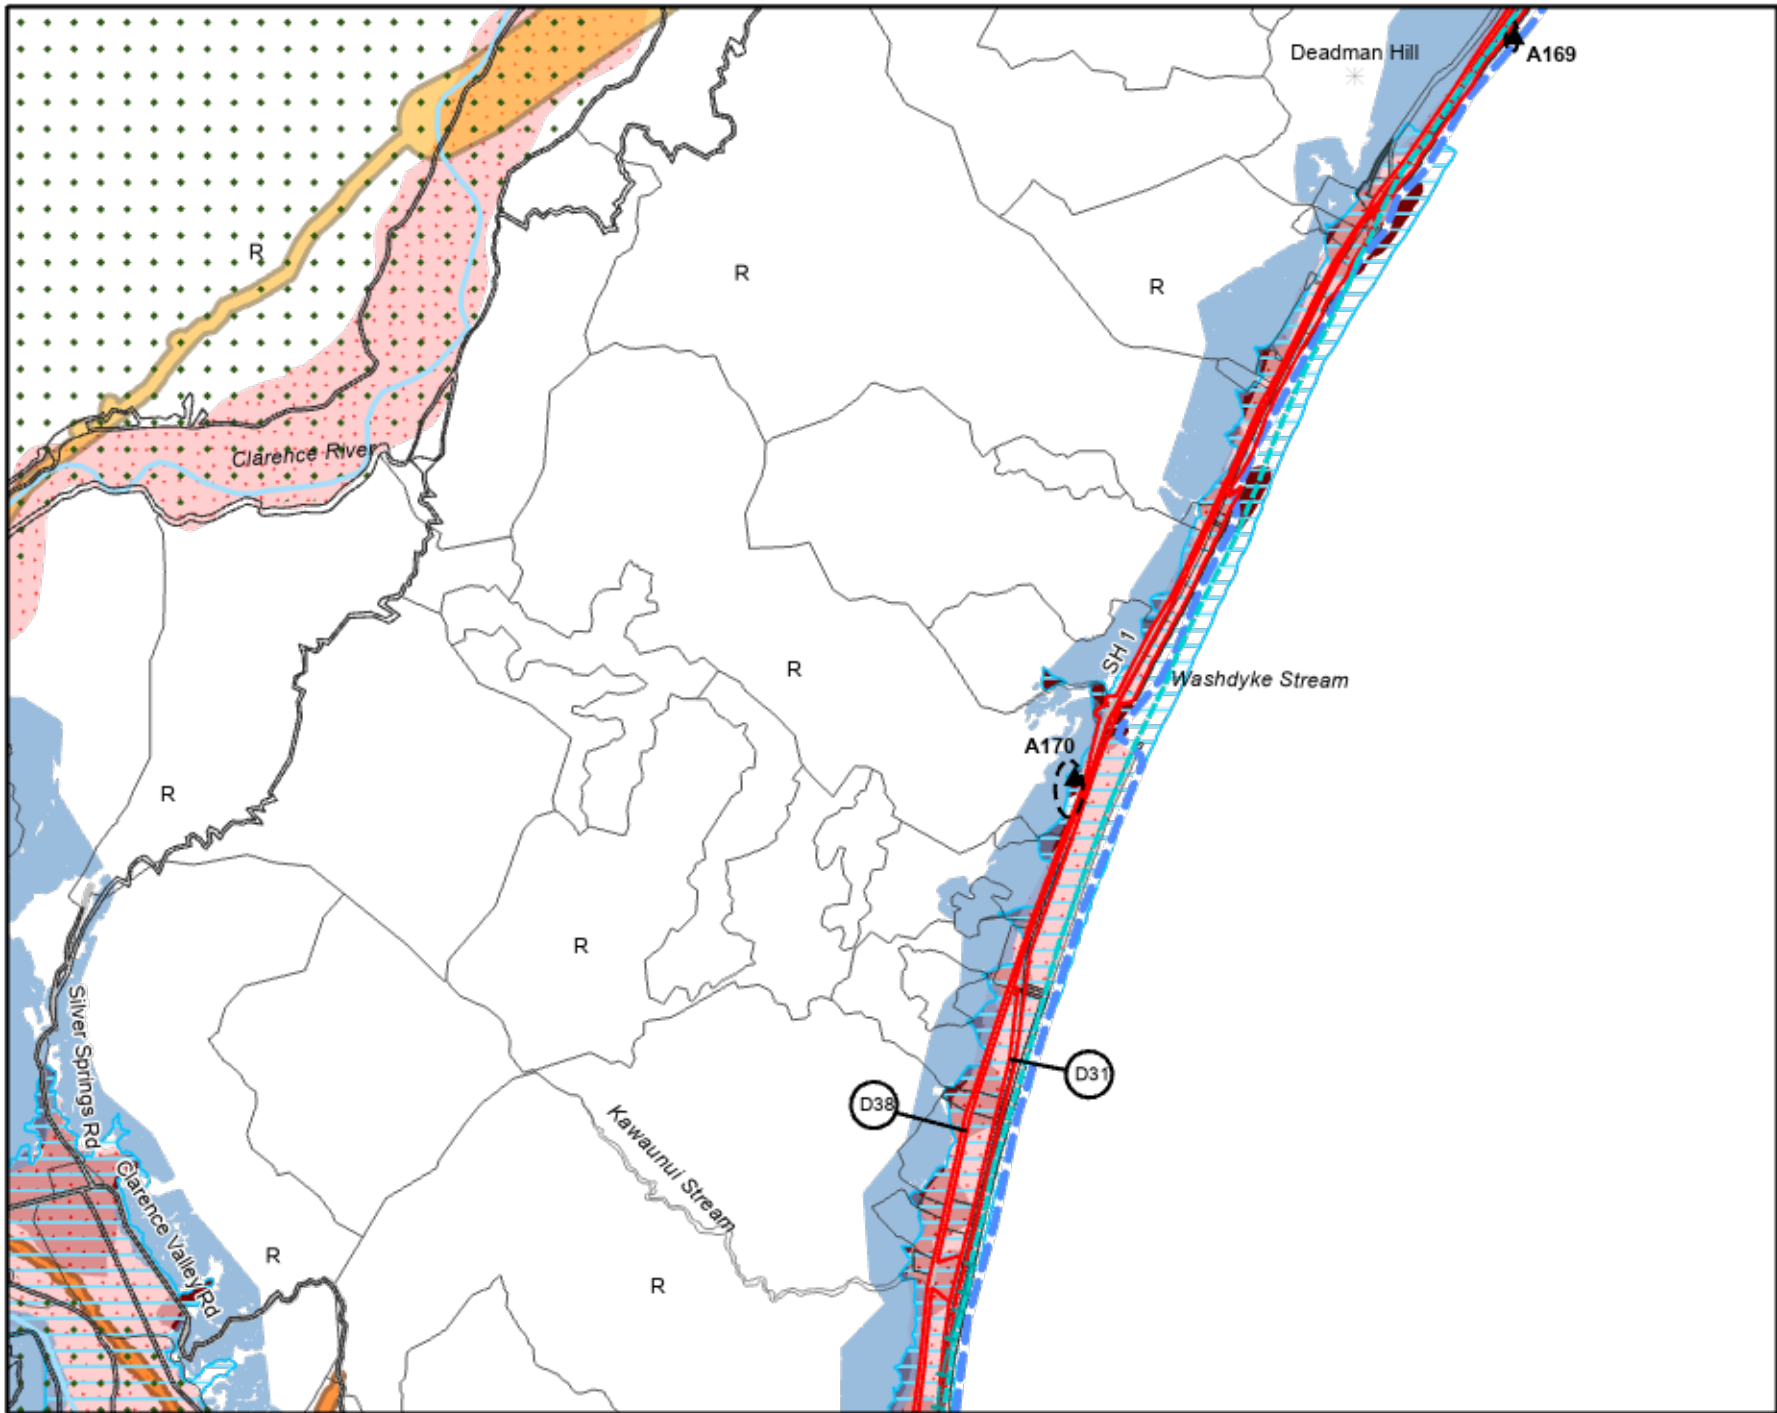 Deadman Hill
A169
R
R
R
Clarence River
SH 1
R
Washdyke Stream
A170
R
R
Silver Springs Rd
D31
D38
Kawaunui Stream
Clarence Valley Rd
R
R